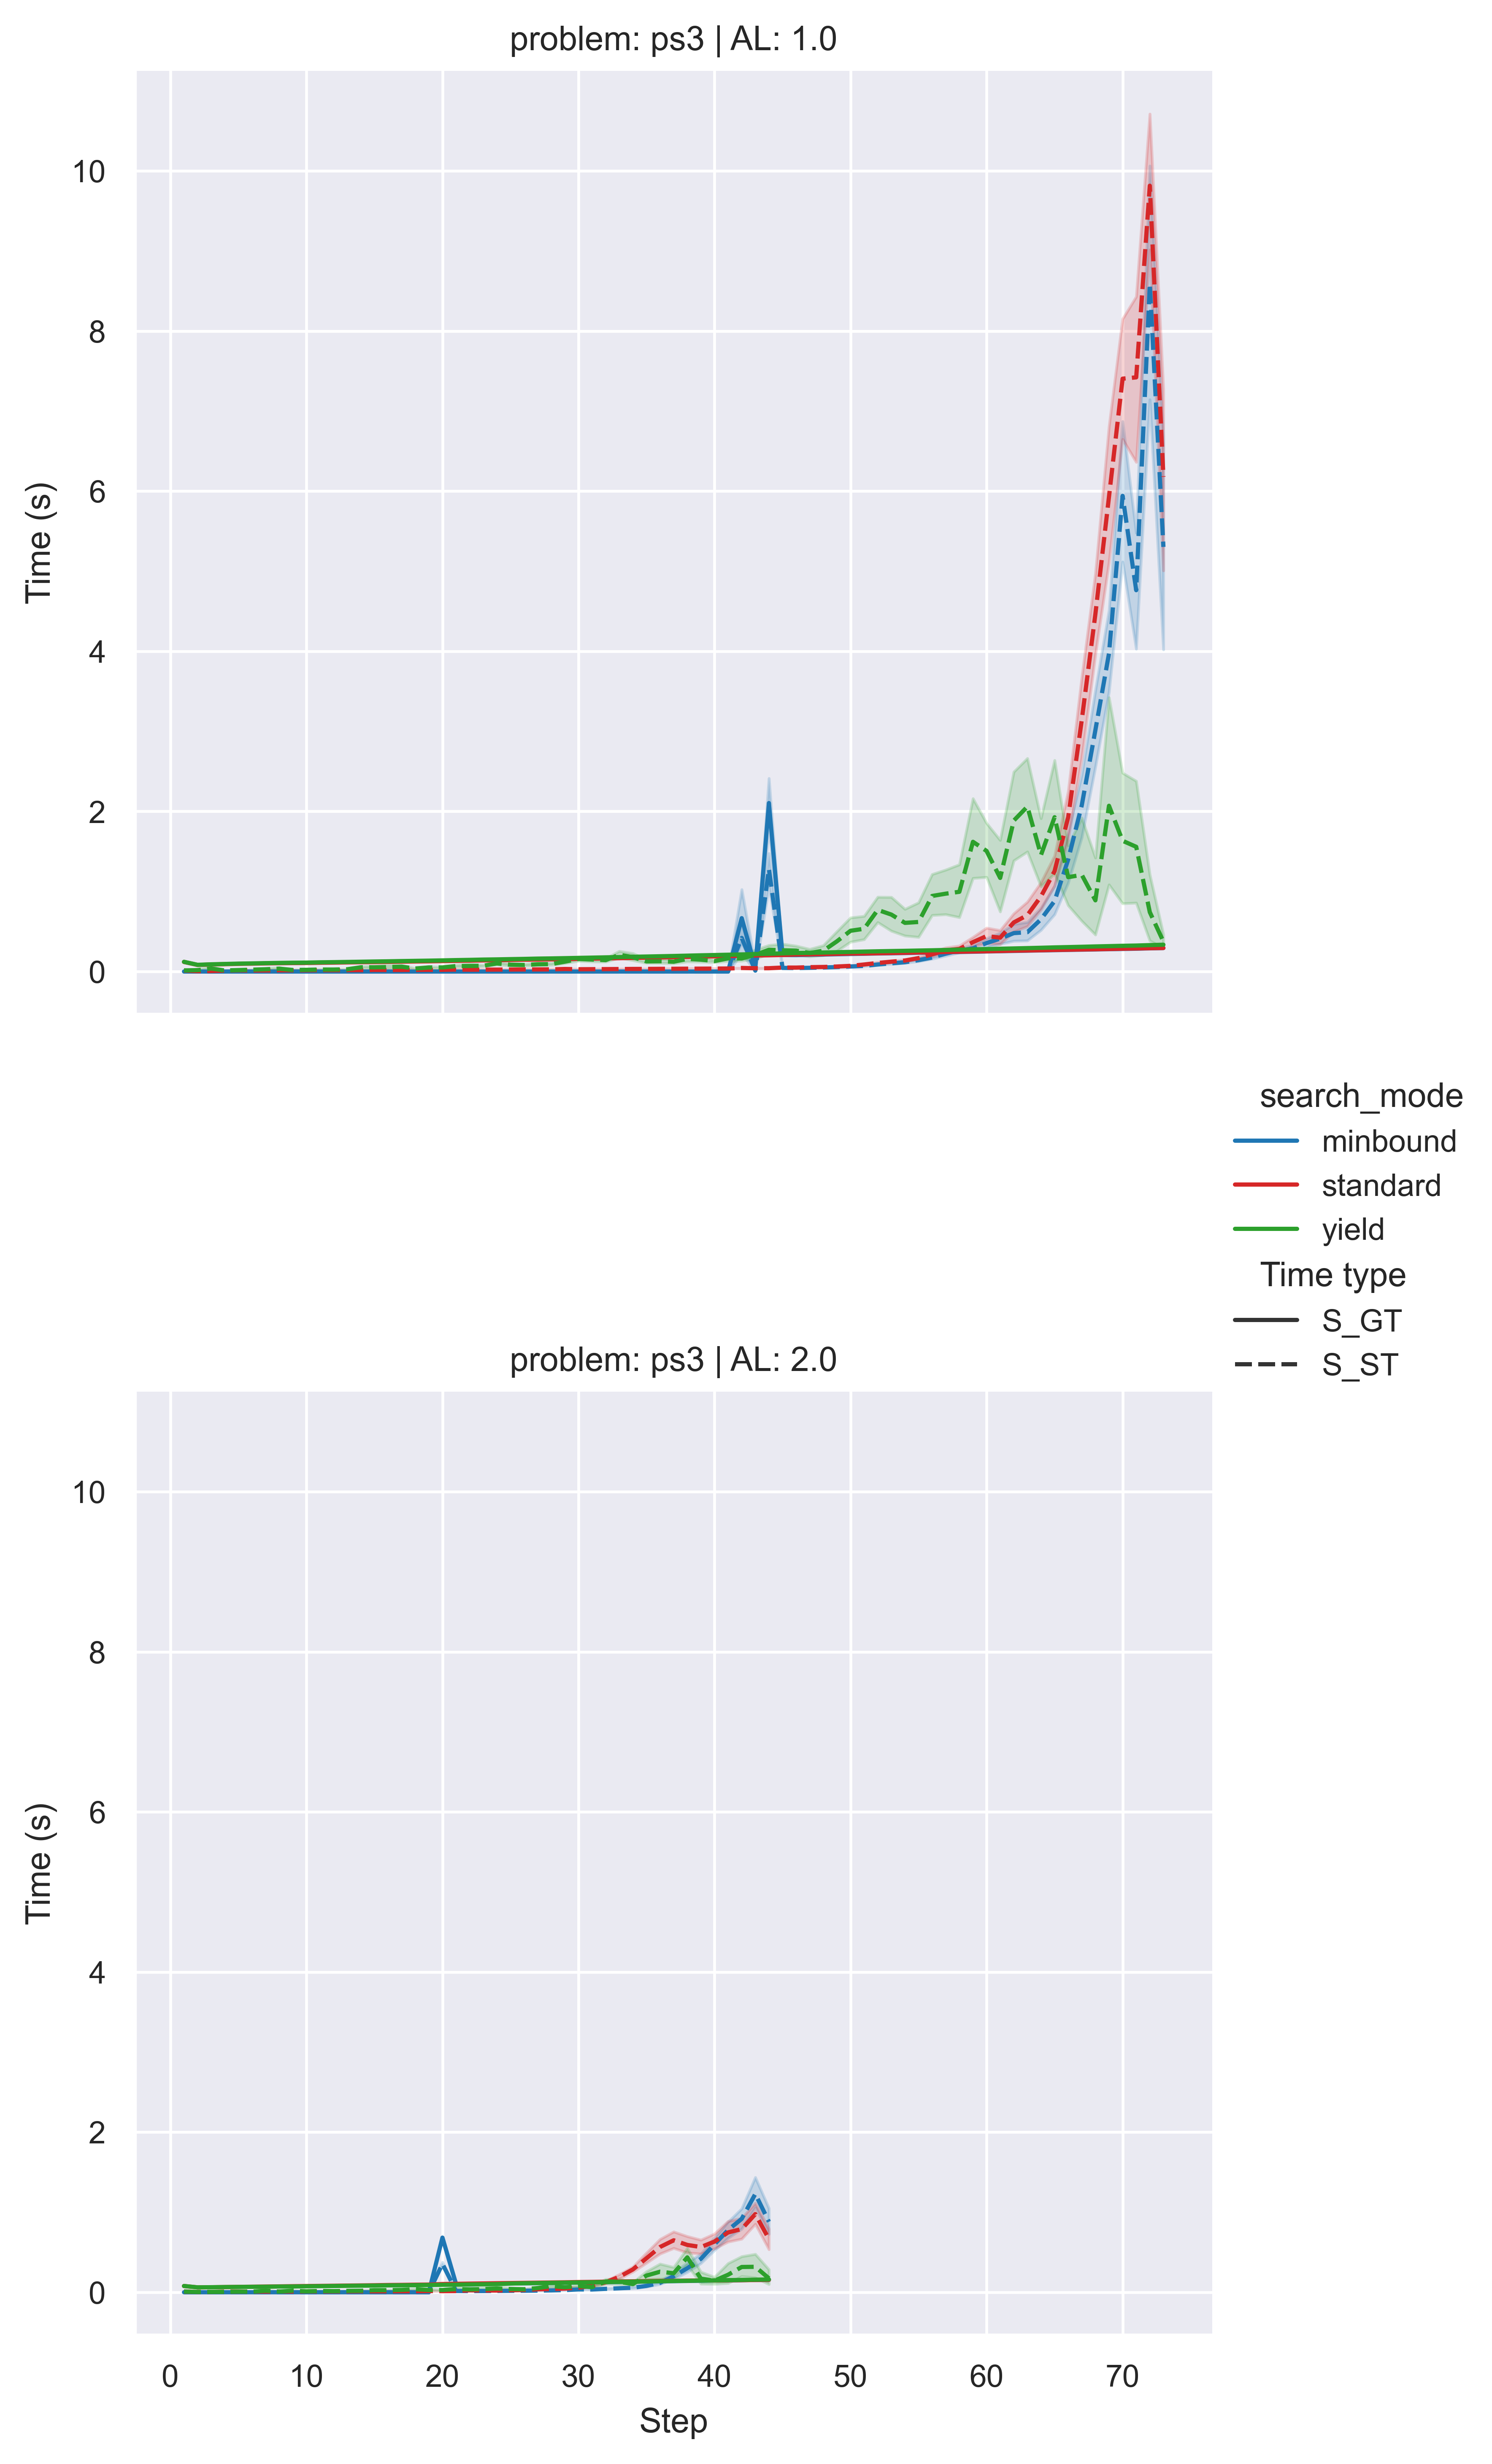 problem: ps3 | AL: 1.0
10
8
6
4
2
0
Time (s)
search_mode
minbound
standard
yield
Time type
S_GT
S_ST
problem: ps3 | AL: 2.0
10
8
6
4
2
0
Time (s)
0 10 20 30 40 50 60 70
Step